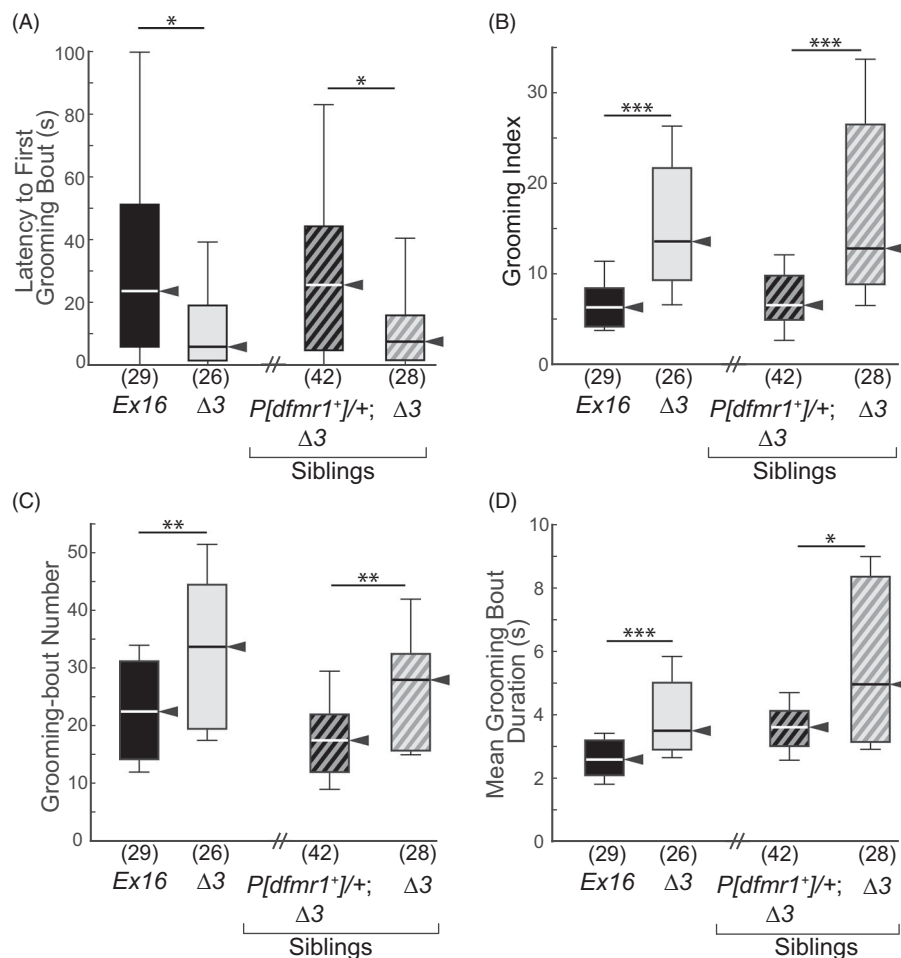 (A)
*
*
Latency to First
Grooming Bout (s)
100
80
60
40
20
0
(29) (26) (42) (28)
Ex16 Δ3 P[dfmr1⁺]/+; Δ3
Δ3
Siblings
(B)
***
***
Grooming Index
30
20
10
0
(29) (26) (42) (28)
Ex16 Δ3 P[dfmr1⁺]/+; Δ3
Δ3
Siblings
(C)
**
**
Grooming-bout Number
50
40
30
20
10
0
(29) (26) (42) (28)
Ex16 Δ3 P[dfmr1⁺]/+; Δ3
Δ3
Siblings
(D)
***
*
Mean Grooming Bout
Duration (s)
10
8
6
4
2
0
(29) (26) (42) (28)
Ex16 Δ3 P[dfmr1⁺]/+; Δ3
Δ3
Siblings